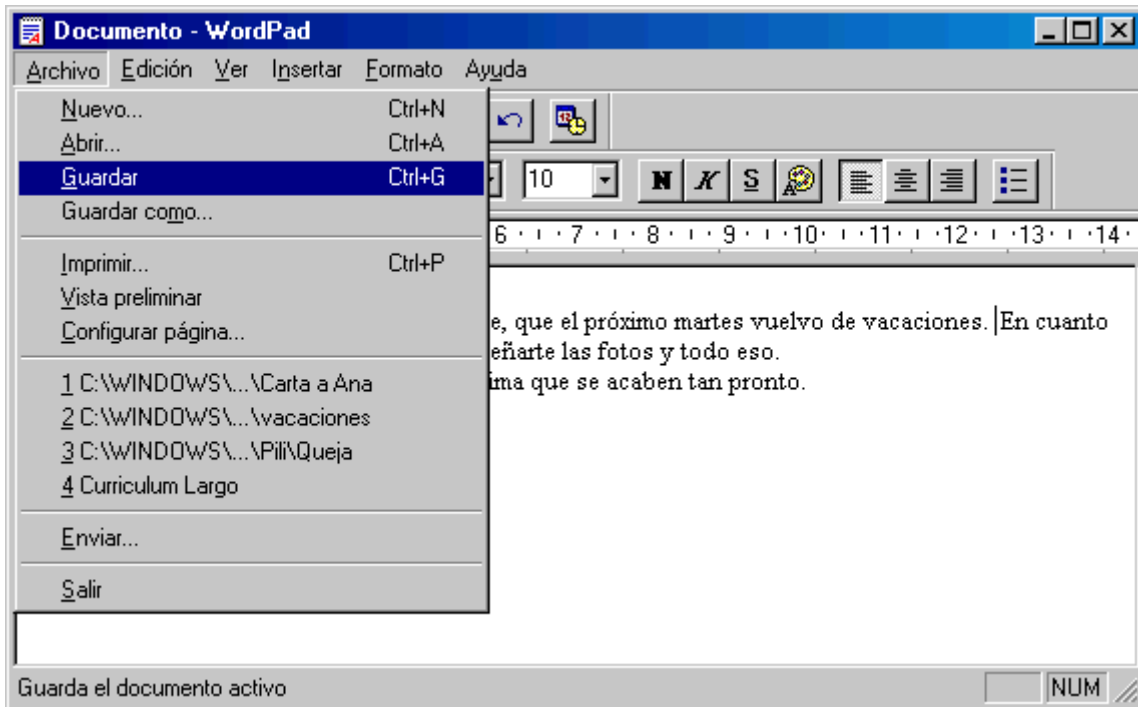 Documento - WordPad
Archivo Edición Ver Insertar Formato Ayuda
Nuevo... Ctrl+N
Abrir... Ctrl+A
Guardar Ctrl+G
Guardar como...
Imprimir... Ctrl+P
Vista preliminar
Configurar página...
1 C:\WINDOWS\...\Carta a Ana
2 C:\WINDOWS\...\vacaciones
3 C:\WINDOWS\...\Pili\Queja
4 Curriculum Largo
Enviar...
Salir
12
10 N K S A
6 7 8 9 10 11 12 13 14
e, que el próximo martes vuelvo de vacaciones. En cuanto
eñarte las fotos y todo eso.
ima que se acaben tan pronto.
Guarda el documento activo NUM